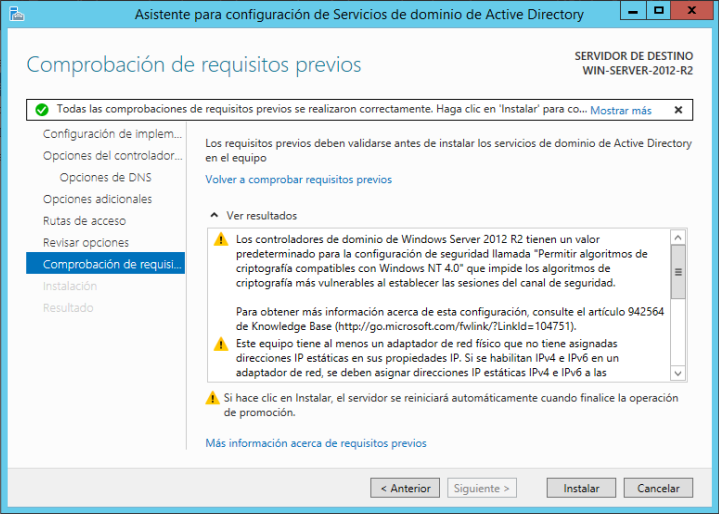 Asistente para configuración de Servicios de dominio de Active Directory
Comprobación de requisitos previos
SERVIDOR DE DESTINO
WIN-SERVER-2012-R2
Todas las comprobaciones de requisitos previos se realizaron correctamente. Haga clic en 'Instalar' para co... Mostrar más
Configuración de implem...
Opciones del controlador...
Opciones de DNS
Opciones adicionales
Rutas de acceso
Revisar opciones
Comprobación de requisi...
Instalación
Resultado
Los requisitos previos deben validarse antes de instalar los servicios de dominio de Active Directory
en el equipo
Volver a comprobar requisitos previos
Ver resultados
Los controladores de dominio de Windows Server 2012 R2 tienen un valor
predeterminado para la configuración de seguridad llamada "Permitir algoritmos de
criptografía compatibles con Windows NT 4.0" que impide los algoritmos de
criptografía más vulnerables al establecer las sesiones del canal de seguridad.
Para obtener más información acerca de esta configuración, consulte el artículo 942564
de Knowledge Base (http://go.microsoft.com/fwlink/?LinkId=104751).
Este equipo tiene al menos un adaptador de red físico que no tiene asignadas
direcciones IP estáticas en sus propiedades IP. Si se habilitan IPv4 e IPv6 en un
adaptador de red, se deben asignar direcciones IP estáticas IPv4 e IPv6 a las
Si hace clic en Instalar, el servidor se reiniciará automáticamente cuando finalice la operación
de promoción.
Más información acerca de requisitos previos
< Anterior
Siguiente >
Instalar
Cancelar